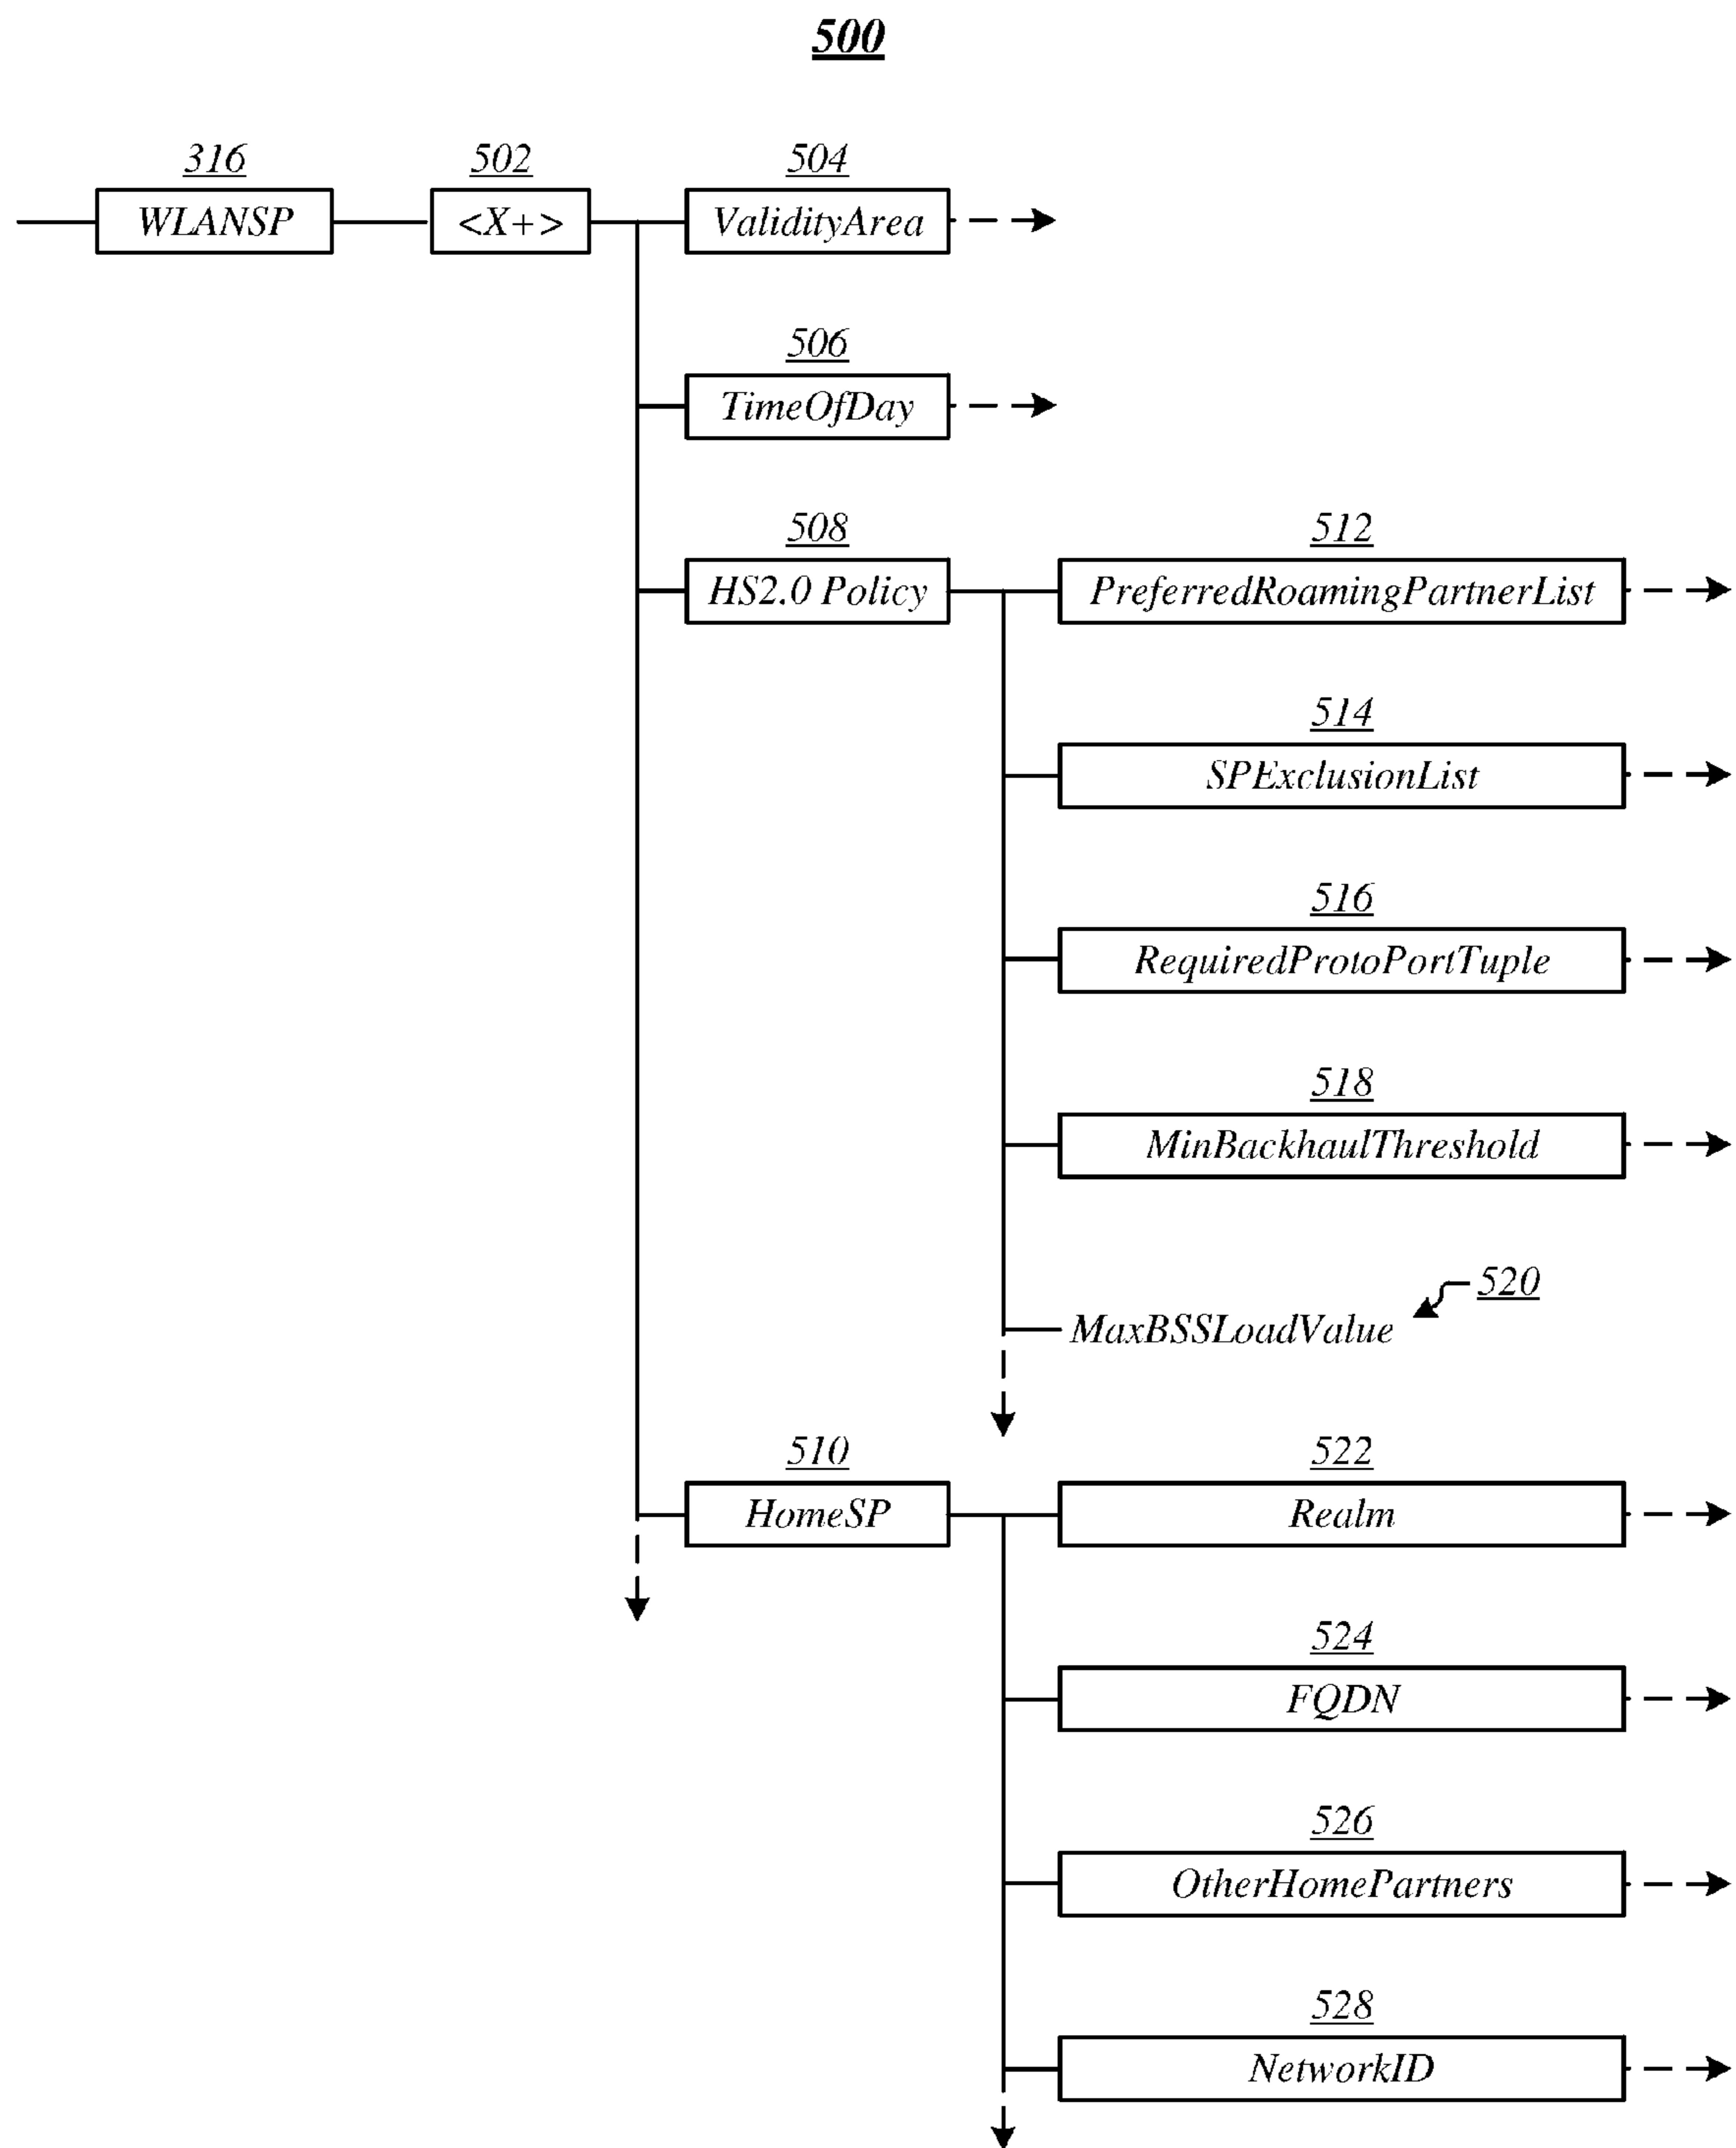 500
316
502
504
WLANSP
<X+>
ValidityArea
506
TimeOfDay
508
512
HS2.0 Policy
PreferredRoamingPartnerList
514
SPExclusionList
516
RequiredProtoPortTuple
518
MinBackhaulThreshold
520
MaxBSSLoadValue
510
522
HomeSP
Realm
524
FQDN
526
OtherHomePartners
528
NetworkID